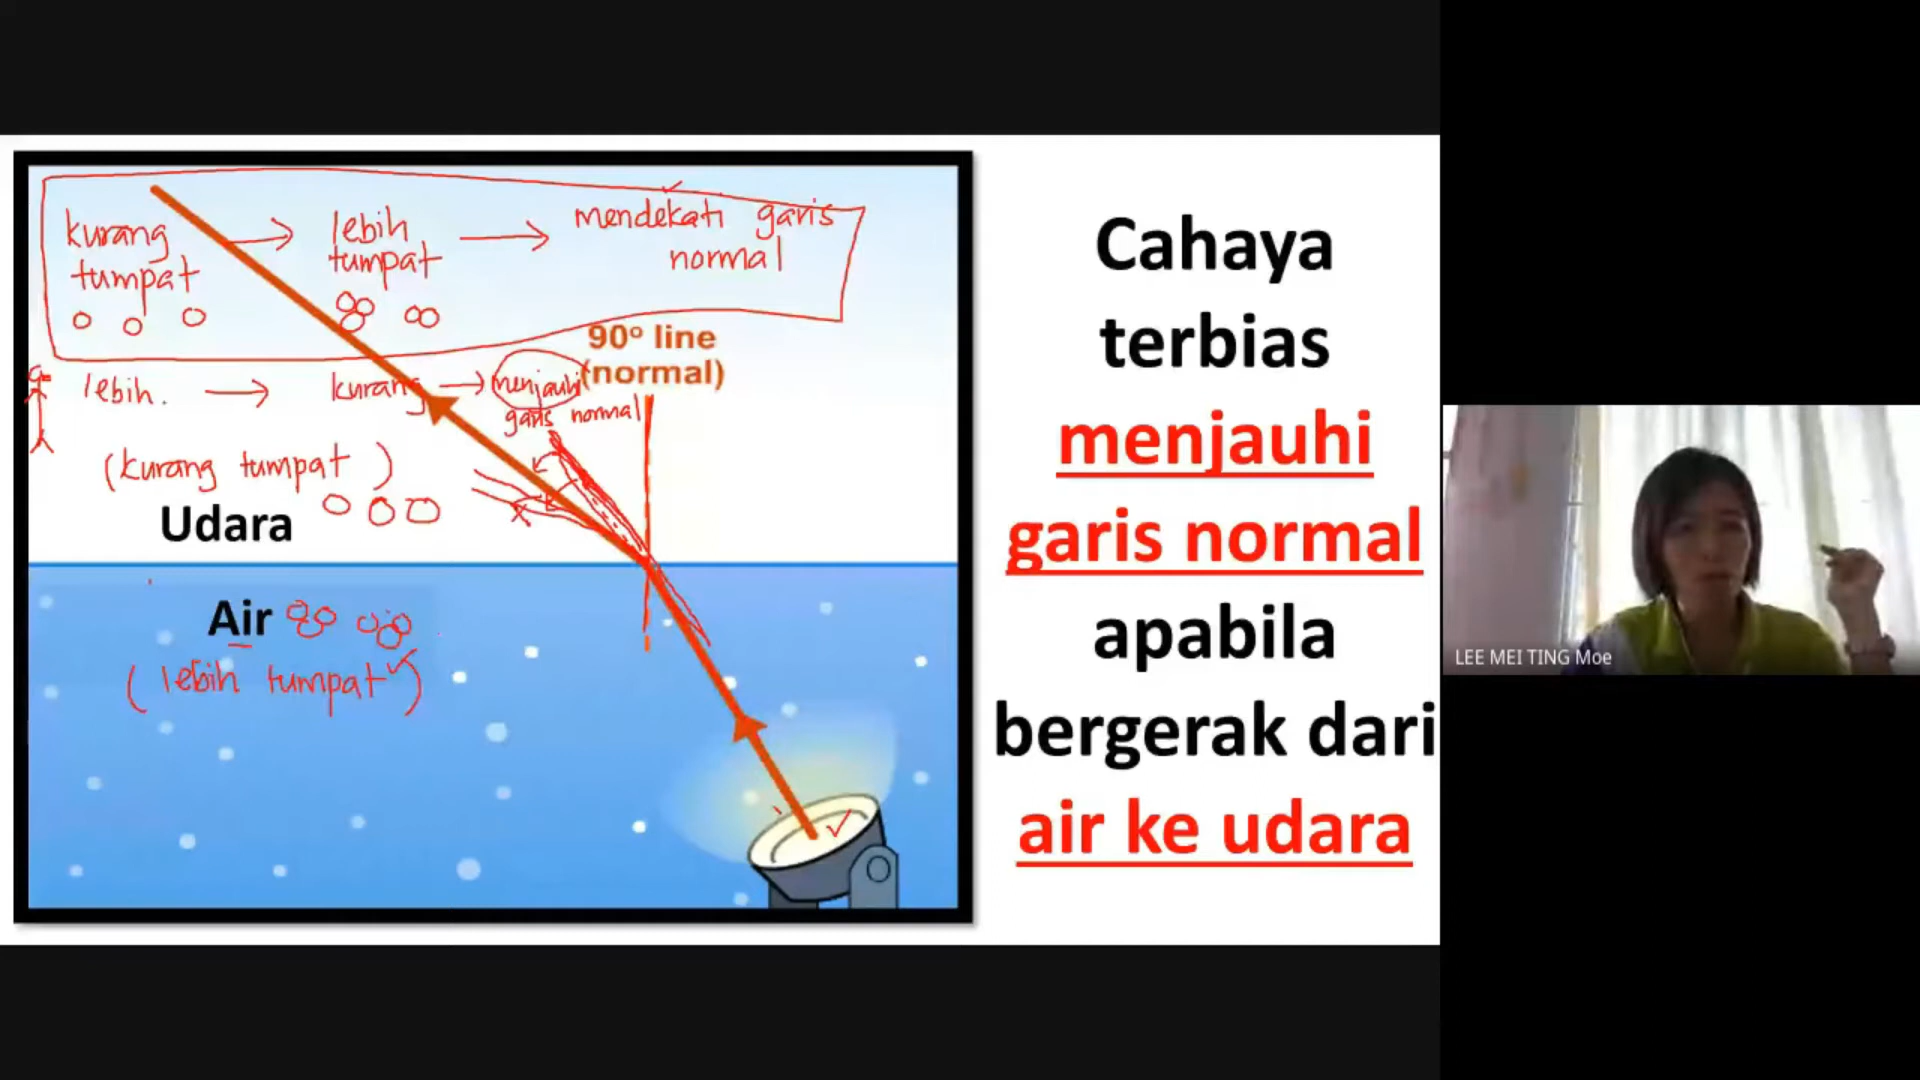 kurang → lebih → mendekati garis
tumpat tumpat normal
90° line
(normal)
lebih. → kurang → menjauhi
garis normal
(kurang tumpat)
Udara
Air
(lebih tumpat)
Cahaya
terbias
menjauhi
garis normal
apabila
bergerak dari
air ke udara
LEE MEI TING Moe